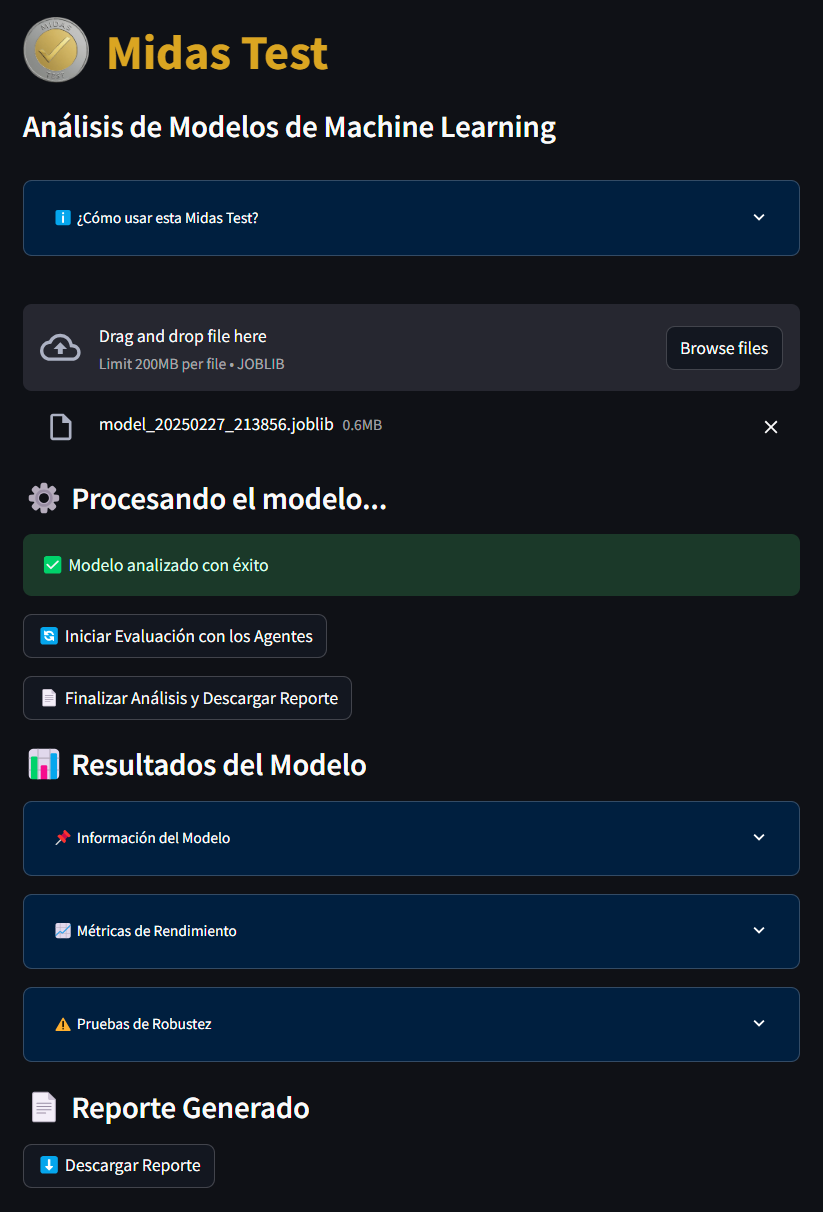 MIDAS
TEST
Midas Test
Análisis de Modelos de Machine Learning
ℹ️ ¿Cómo usar esta Midas Test?
Drag and drop file here
Limit 200MB per file • JOBLIB
Browse files
model_20250227_213856.joblib 0.6MB
Procesando el modelo...
Modelo analizado con éxito
Iniciar Evaluación con los Agentes
Finalizar Análisis y Descargar Reporte
Resultados del Modelo
Información del Modelo
Métricas de Rendimiento
Pruebas de Robustez
Reporte Generado
Descargar Reporte